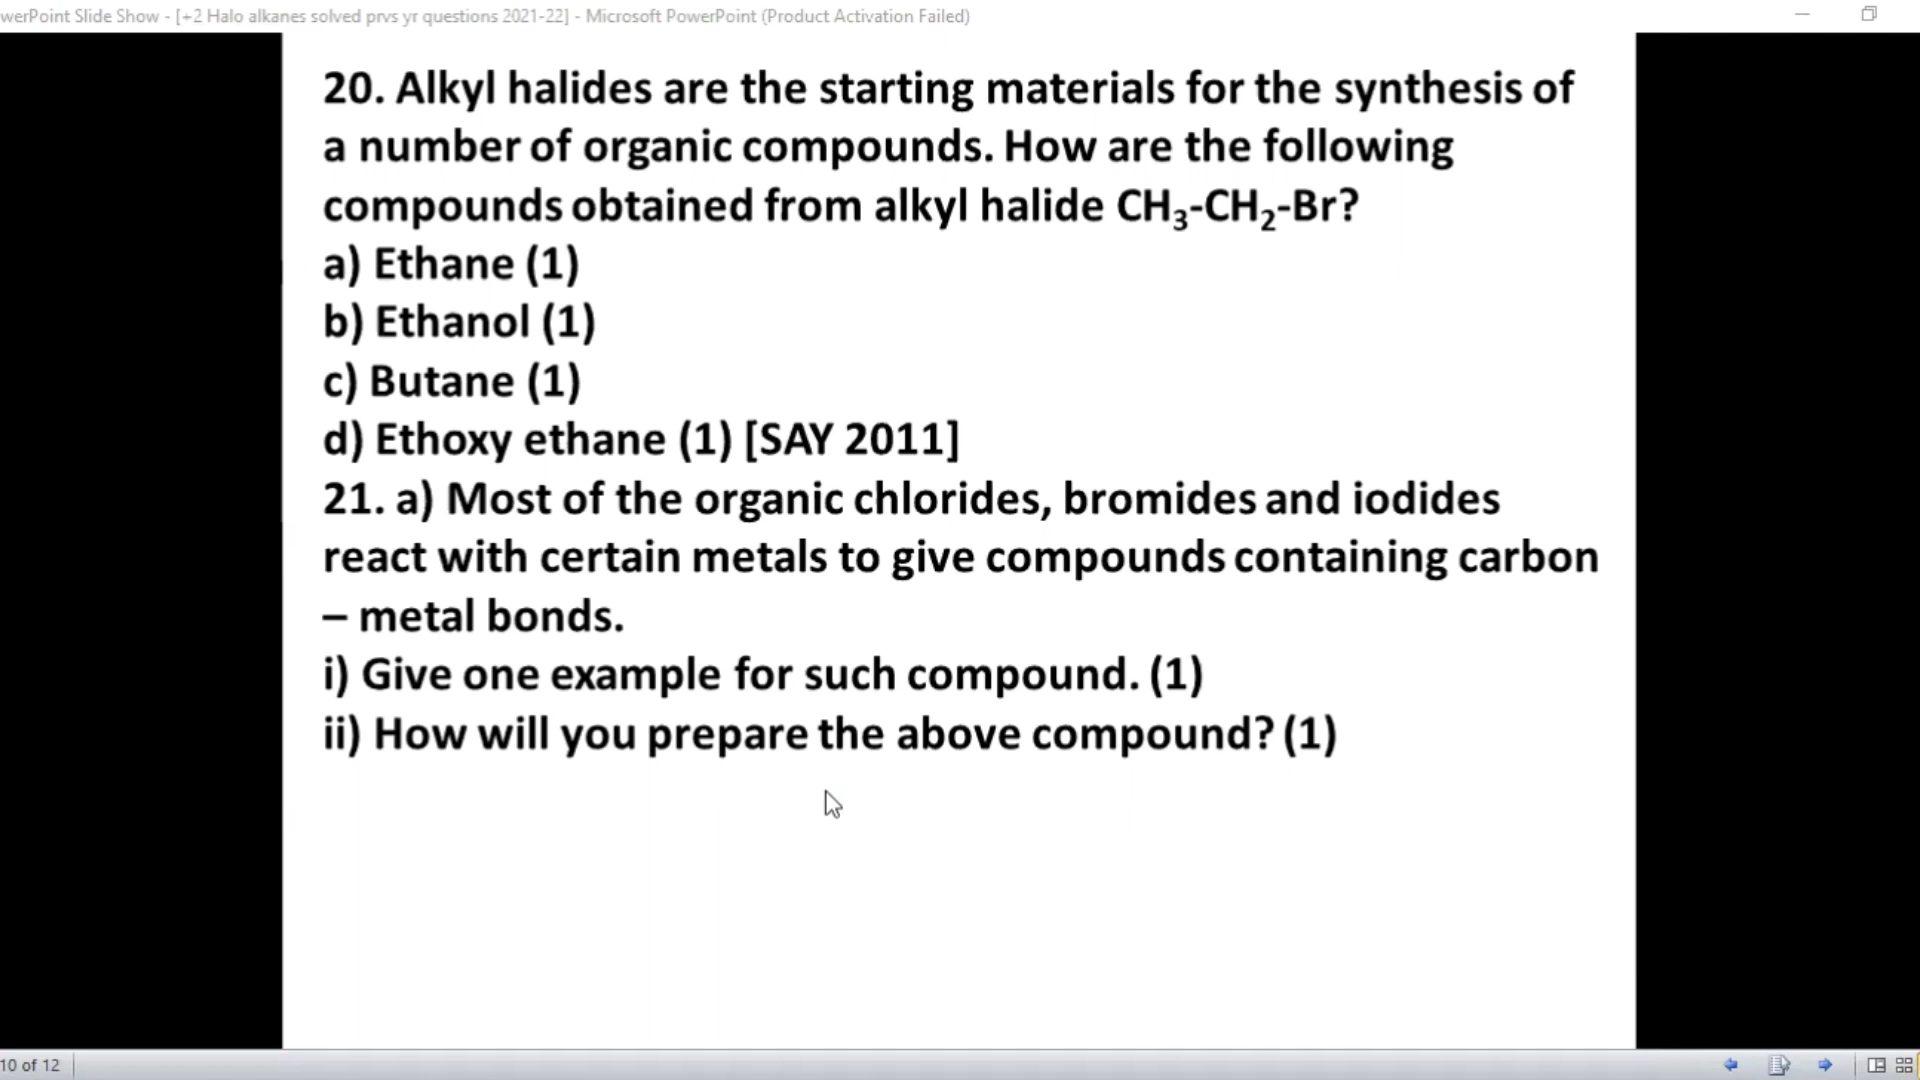 werPoint Slide Show - [+2 Halo alkanes solved prvs yr questions 2021-22] - Microsoft PowerPoint (Product Activation Failed)
20. Alkyl halides are the starting materials for the synthesis of
a number of organic compounds. How are the following
compounds obtained from alkyl halide CH₃-CH₂-Br?
a) Ethane (1)
b) Ethanol (1)
c) Butane (1)
d) Ethoxy ethane (1) [SAY 2011]
21. a) Most of the organic chlorides, bromides and iodides
react with certain metals to give compounds containing carbon
– metal bonds.
i) Give one example for such compound. (1)
ii) How will you prepare the above compound? (1)
10 of 12